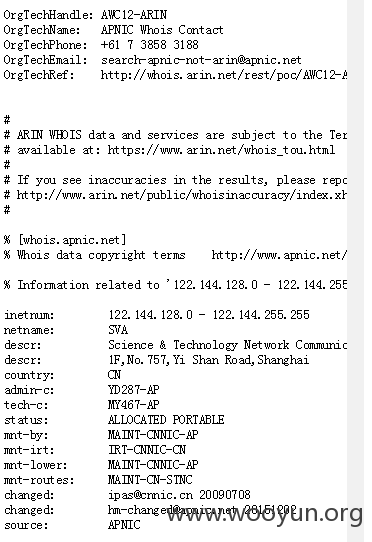 OrgTechHandle: AWC12-ARIN
OrgTechName: APNIC Whois Contact
OrgTechPhone: +61 7 3858 3188
OrgTechEmail: search-apnic-not-arin@apnic.net
OrgTechRef: http://whois.arin.net/rest/poc/AWC12-A
#
# ARIN WHOIS data and services are subject to the Ter
# available at: https://www.arin.net/whois_tou.html
#
# If you see inaccuracies in the results, please repo
# http://www.arin.net/public/whoisinaccuracy/index.xh
#
% [whois.apnic.net]
% Whois data copyright terms http://www.apnic.net/
% Information related to '122.144.128.0 - 122.144.255
inetnum: 122.144.128.0 - 122.144.255.255
netname: SVA
descr: Science & Technology Network Communic
descr: 1F,No.757,Yi Shan Road,Shanghai
country: CN
admin-c: YD287-AP
tech-c: MY467-AP
status: ALLOCATED PORTABLE
mnt-by: MAINT-CNNIC-AP
mnt-irt: IRT-CNNIC-CN
mnt-lower: MAINT-CNNIC-AP
mnt-routes: MAINT-CN-STNC
changed: ipas@cnnic.cn 20090708
changed: hm-changed@apnic.net 20151202
source: APNIC
www.wooyun.org